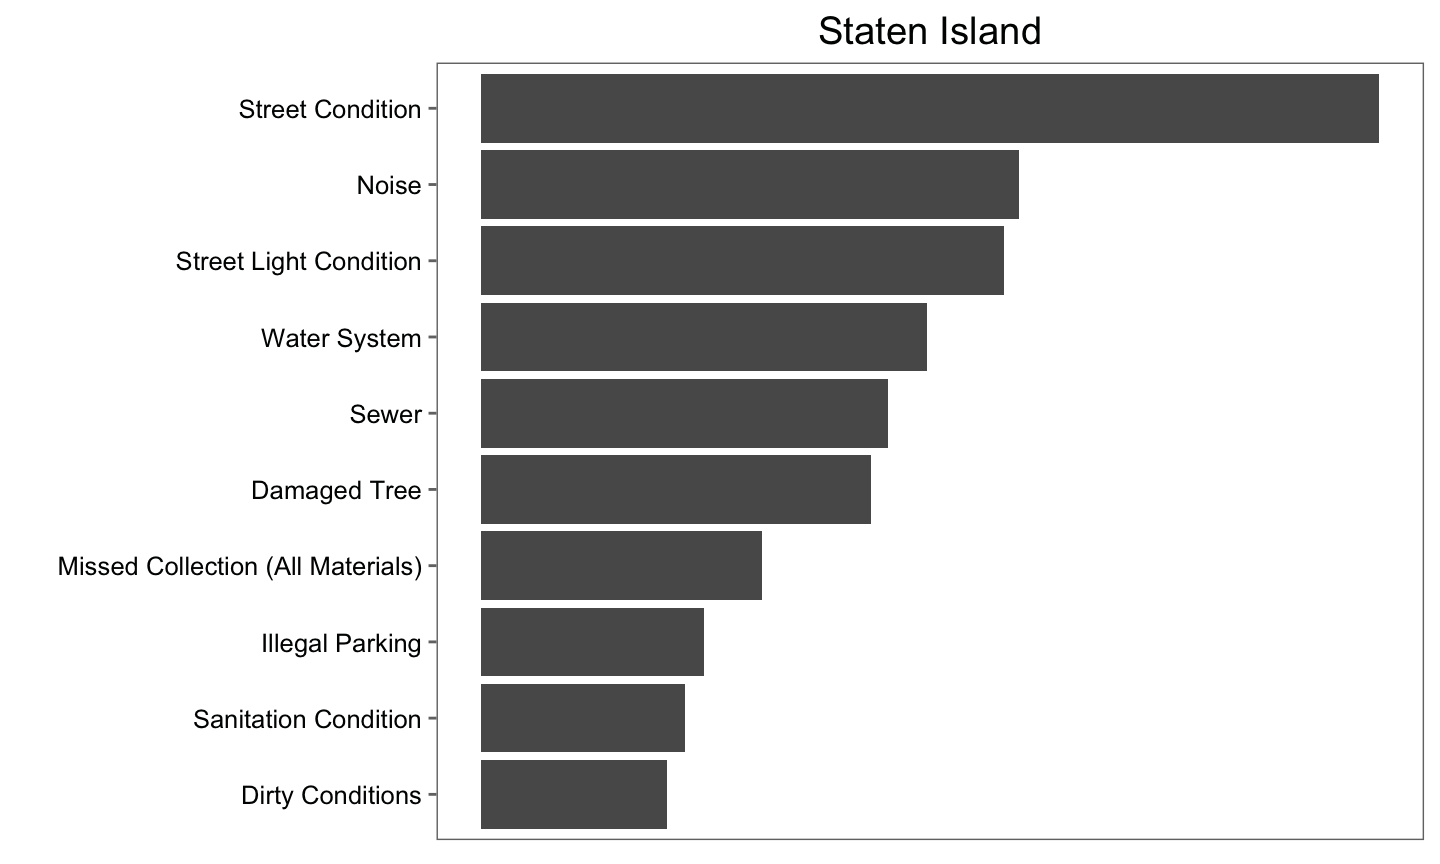 Staten Island
Street Condition
Noise
Street Light Condition
Water System
Sewer
Damaged Tree
Missed Collection (All Materials)
Illegal Parking
Sanitation Condition
Dirty Conditions